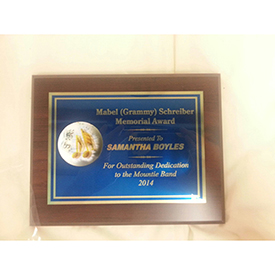 Mabel (Grammy) Schreiber
Memorial Award
Presented To
SAMANTHA BOYLES
For Outstanding Dedication
to the Mountie Band
2014